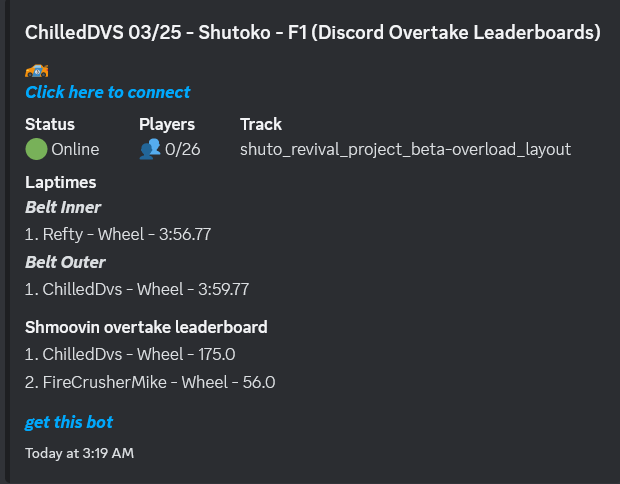 ChilledDVS 03/25 - Shutoko - F1 (Discord Overtake Leaderboards)
Click here to connect
Status Players Track
Online 0/26 shuto_revival_project_beta-overload_layout
Laptimes
Belt Inner
1. Refty - Wheel - 3:56.77
Belt Outer
1. ChilledDvs - Wheel - 3:59.77
Shmoovin overtake leaderboard
1. ChilledDvs - Wheel - 175.0
2. FireCrusherMike - Wheel - 56.0
get this bot
Today at 3:19 AM